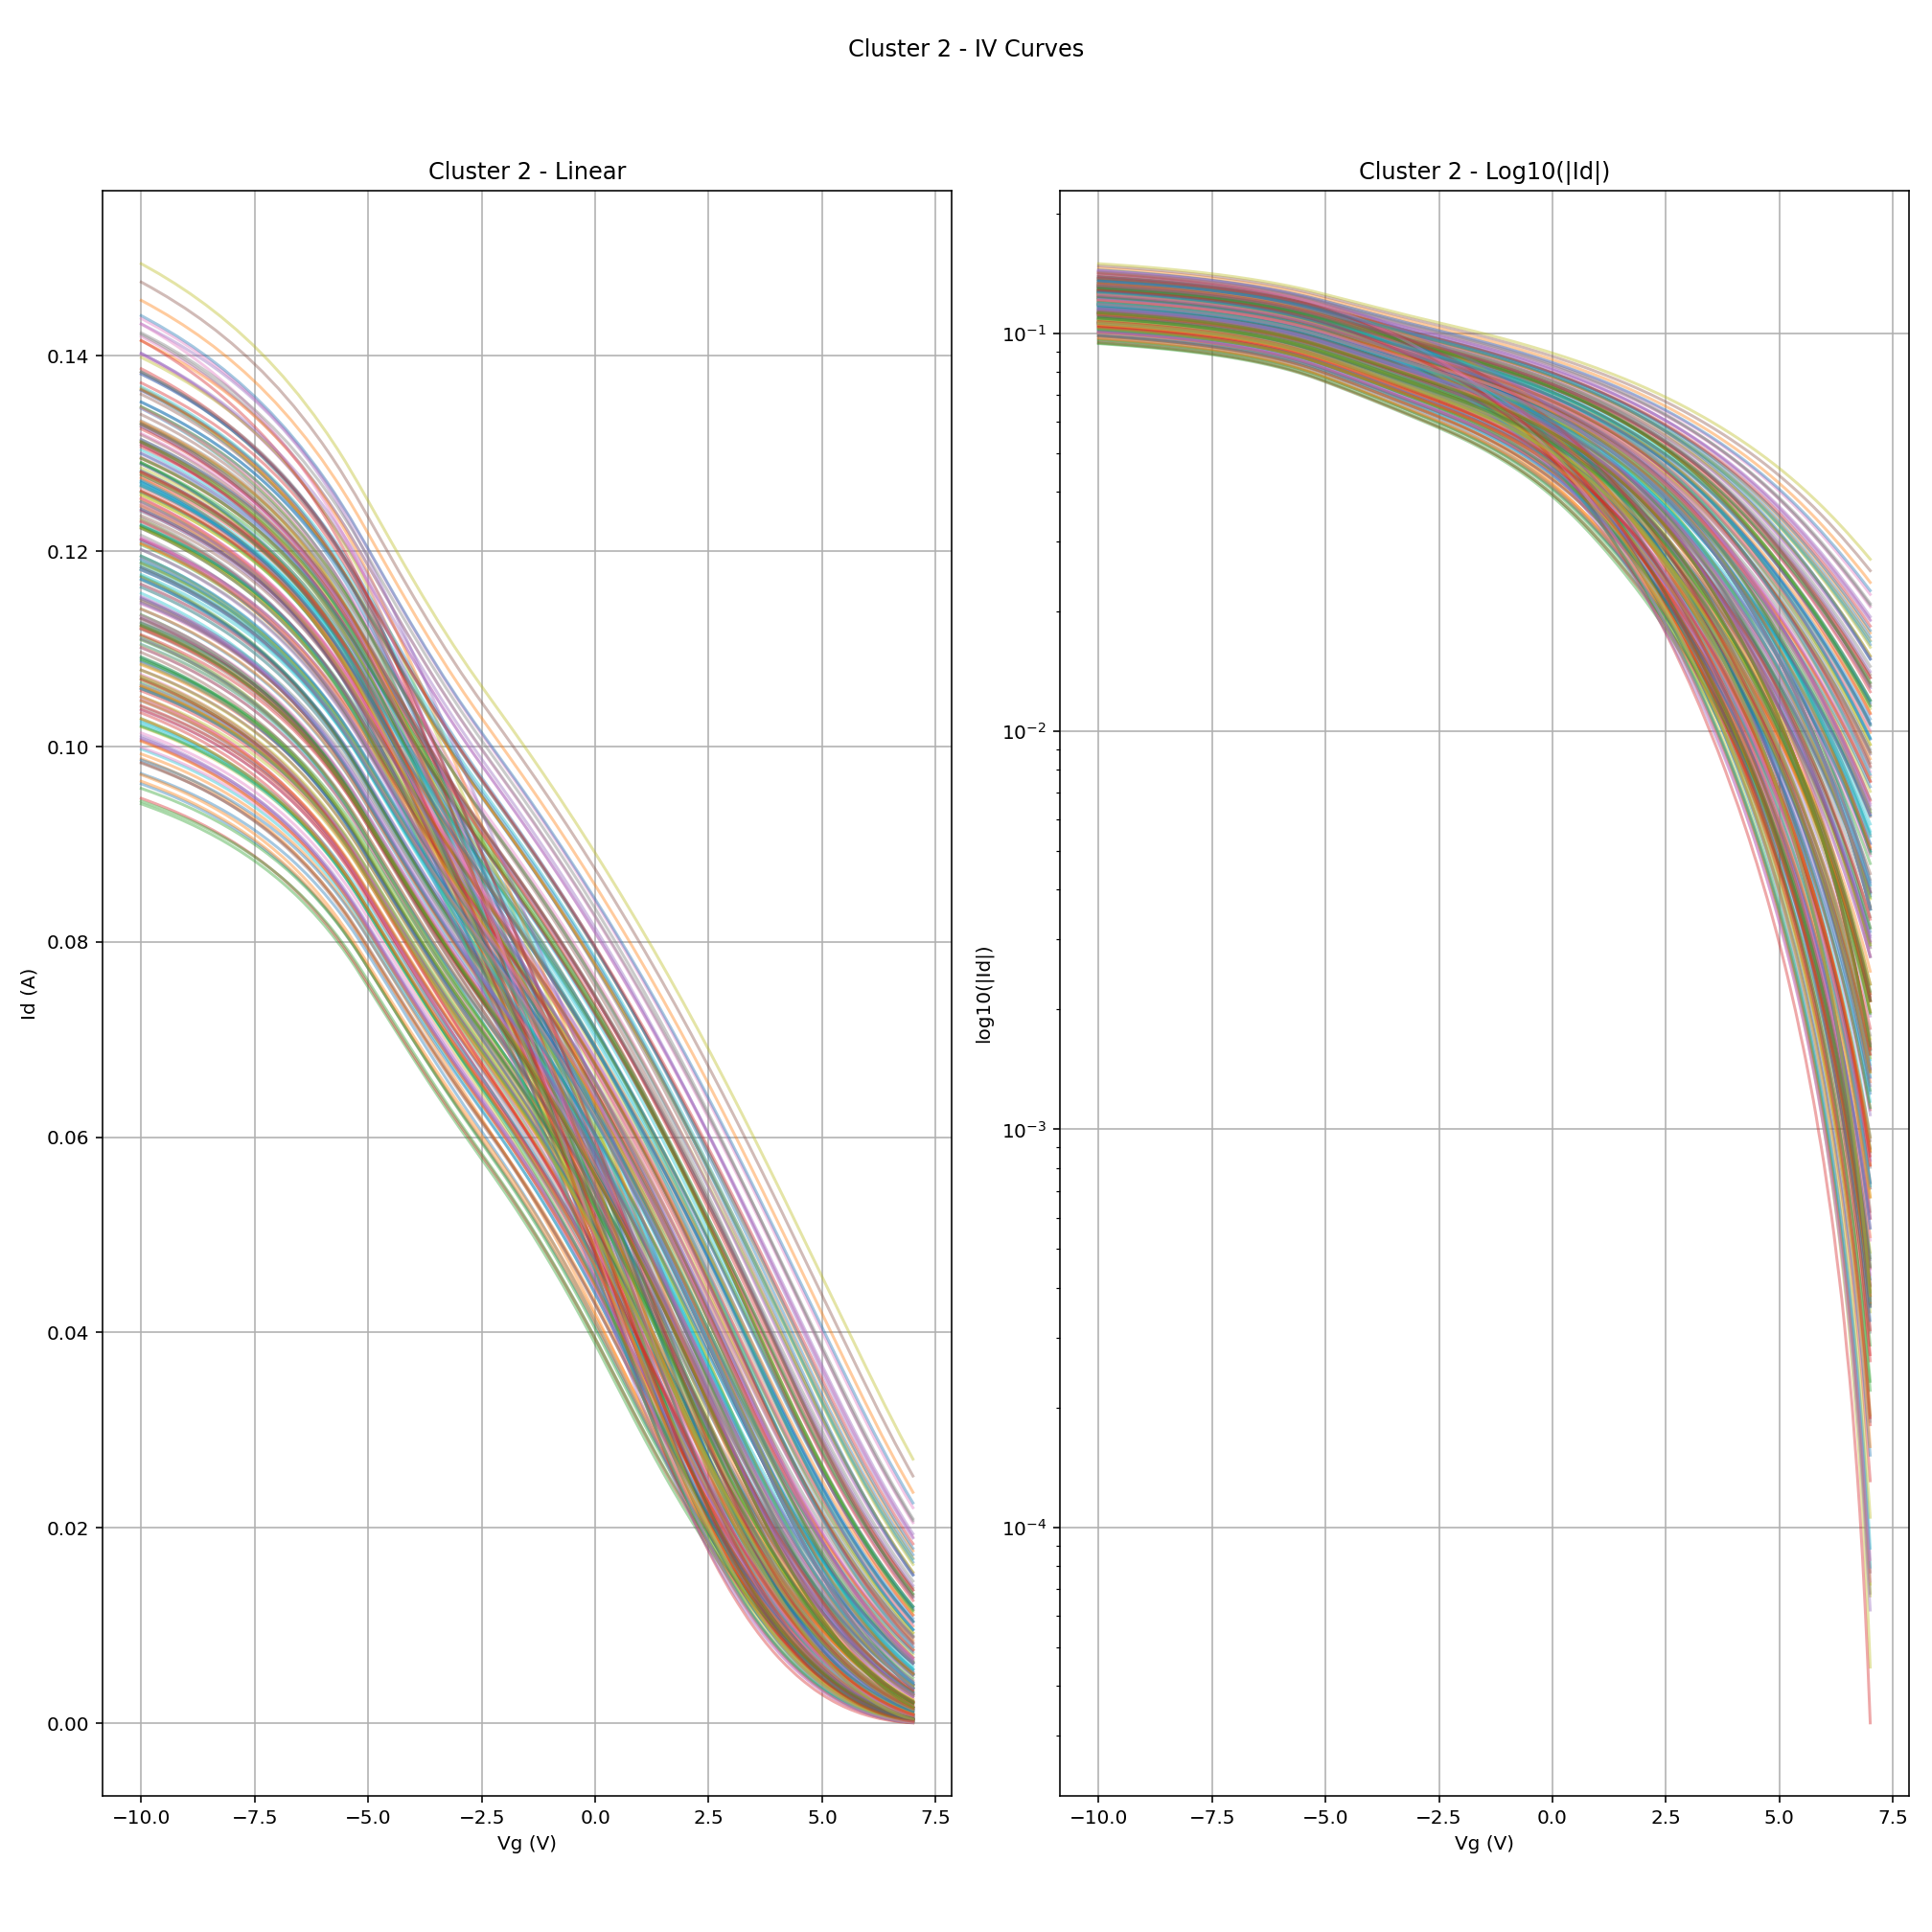 Cluster 2 - IV Curves
Cluster 2 - Linear
Id (A)
0.14
0.12
0.10
0.08
0.06
0.04
0.02
0.00
−10.0 −7.5 −5.0 −2.5 0.0 2.5 5.0 7.5
Vg (V)
Cluster 2 - Log10(|Id|)
log10(|Id|)
10⁻¹
10⁻²
10⁻³
10⁻⁴
−10.0 −7.5 −5.0 −2.5 0.0 2.5 5.0 7.5
Vg (V)